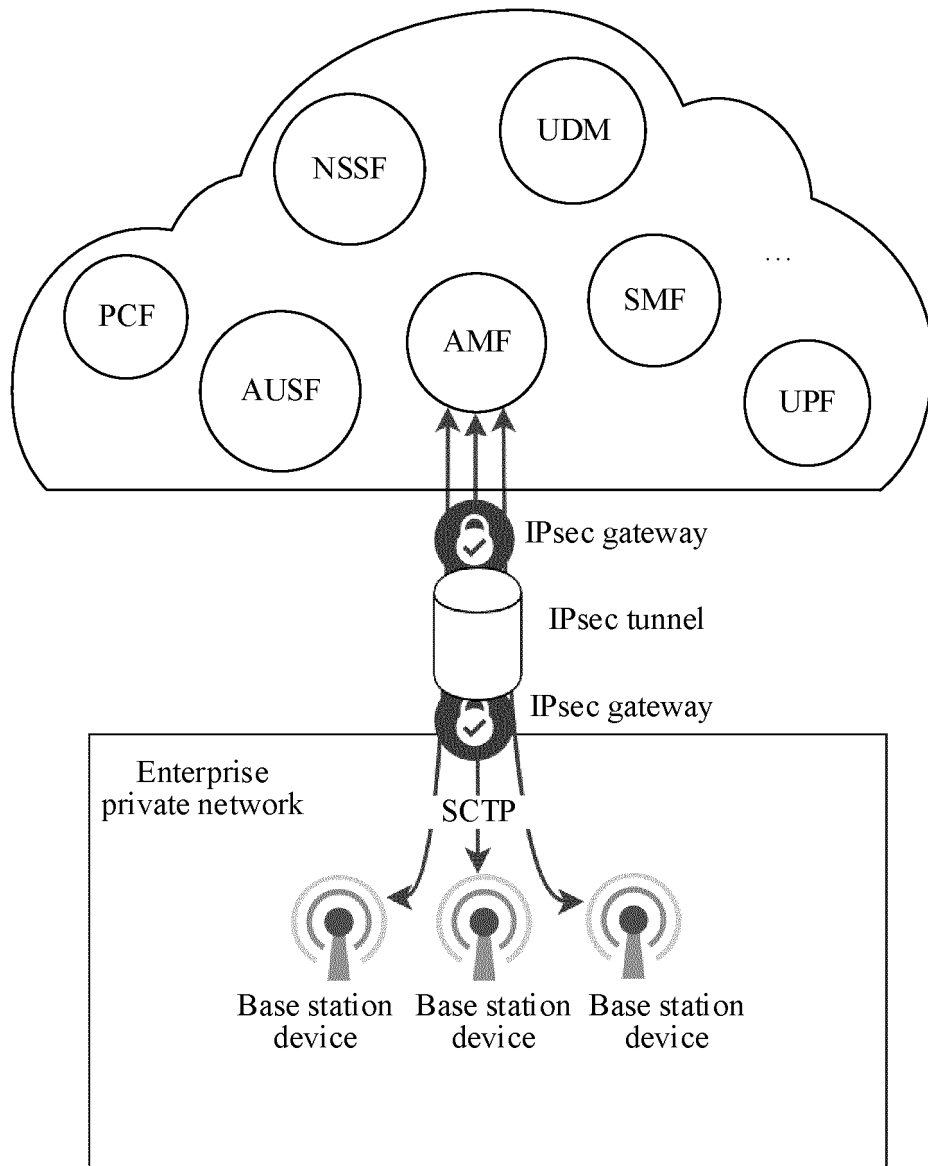 UDM
NSSF
SMF
...
PCF
AMF
AUSF
UPF
IPsec gateway
IPsec tunnel
IPsec gateway
Enterprise
private network
SCTP
Base station
device
Base station
device
Base station
device